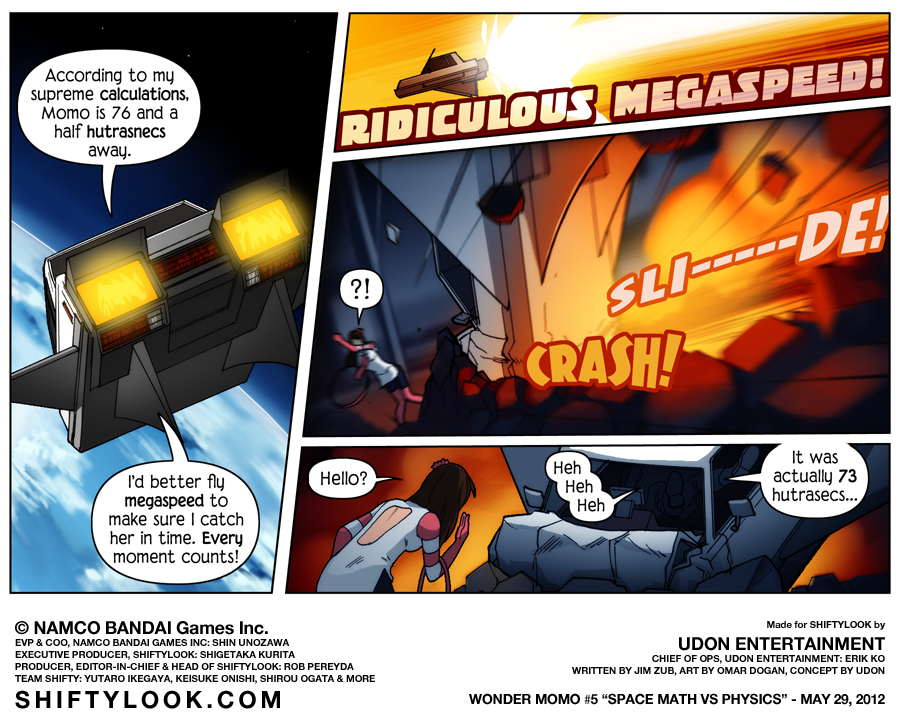 According to my
supreme calculations,
Momo is 76 and a
half hutrasnecs
away.
I'd better fly
megaspeed to
make sure I catch
her in time. Every
moment counts!
RIDICULOUS MEGASPEED!
SLI-----DE!
?!
CRASH!
Hello?
Heh
Heh
Heh
It was
actually 73
hutrasecs...
© NAMCO BANDAI Games Inc.
EVP & COO, NAMCO BANDAI GAMES INC: SHIN UNOZAWA
EXECUTIVE PRODUCER, SHIFTYLOOK: SHIGETAKA KURITA
PRODUCER, EDITOR-IN-CHIEF & HEAD OF SHIFTYLOOK: ROB PEREYDA
TEAM SHIFTY: YUTARO IKEGAYA, KEISUKE ONISHI, SHIROU OGATA & MORE
SHIFTYLOOK.COM
Made for SHIFTYLOOK by
UDON ENTERTAINMENT
CHIEF OF OPS, UDON ENTERTAINMENT: ERIK KO
WRITTEN BY JIM ZUB, ART BY OMAR DOGAN, CONCEPT BY UDON
WONDER MOMO #5 “SPACE MATH VS PHYSICS” - MAY 29, 2012